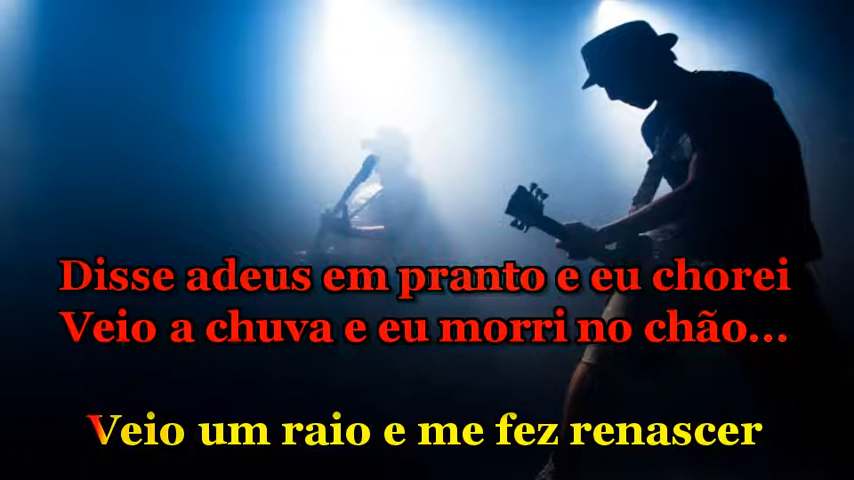 Disse adeus em pranto e eu chorei
Veio a chuva e eu morri no chão...
Veio um raio e me fez renascer